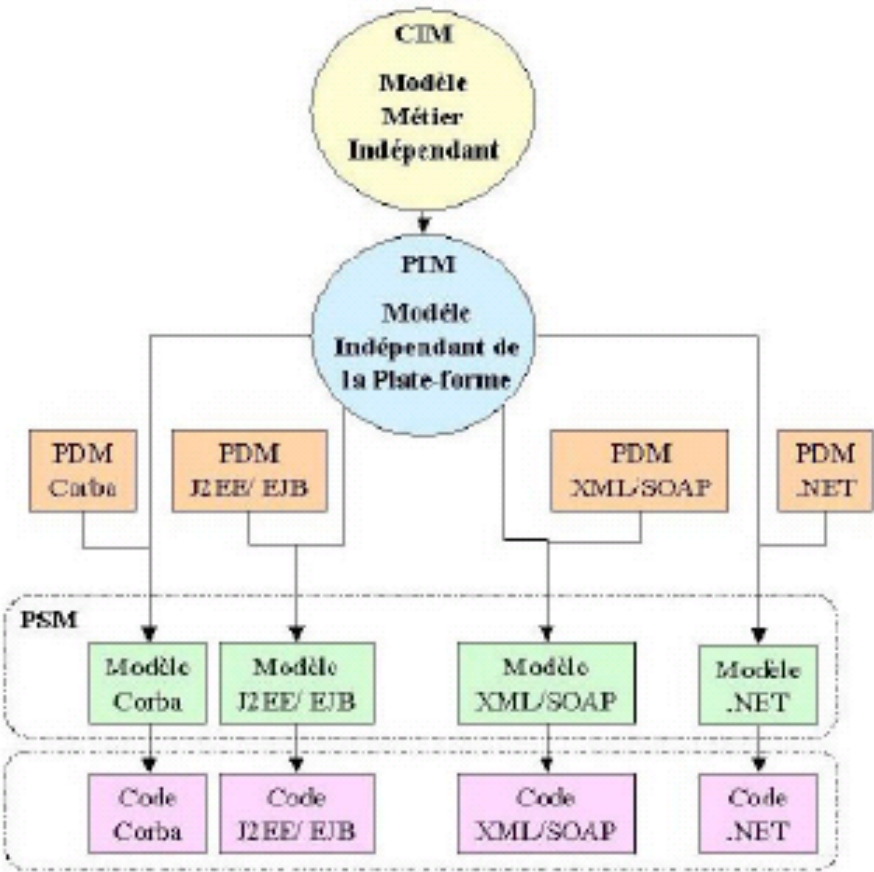 CIM
Modèle
Métier
Indépendant
PIM
Modéle
Indépendant de
la Plate-forme
PDM
Corba
PDM
J2EE/ EJB
PDM
XML/SOAP
PDM
.NET
PSM
Modèle
Corba
Modèle
J2EE/ EJB
Modèle
XML/SOAP
Modèle
.NET
Code
Corba
Code
J2EE/ EJB
Code
XML/SOAP
Code
.NET